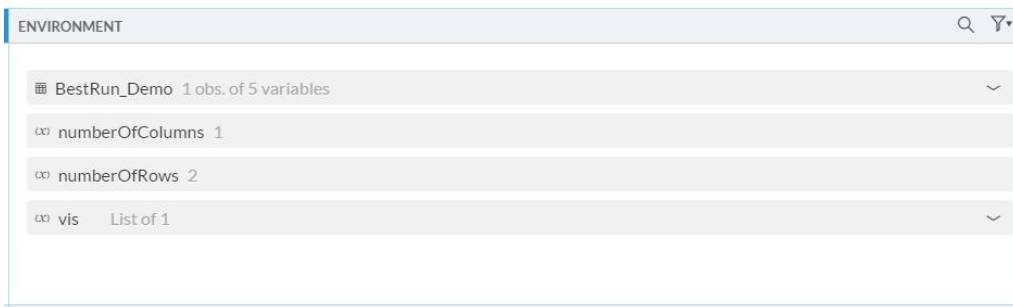 ENVIRONMENT
BestRun_Demo 1 obs. of 5 variables
(x) numberOfColumns 1
(x) numberOfRows 2
(x) vis List of 1